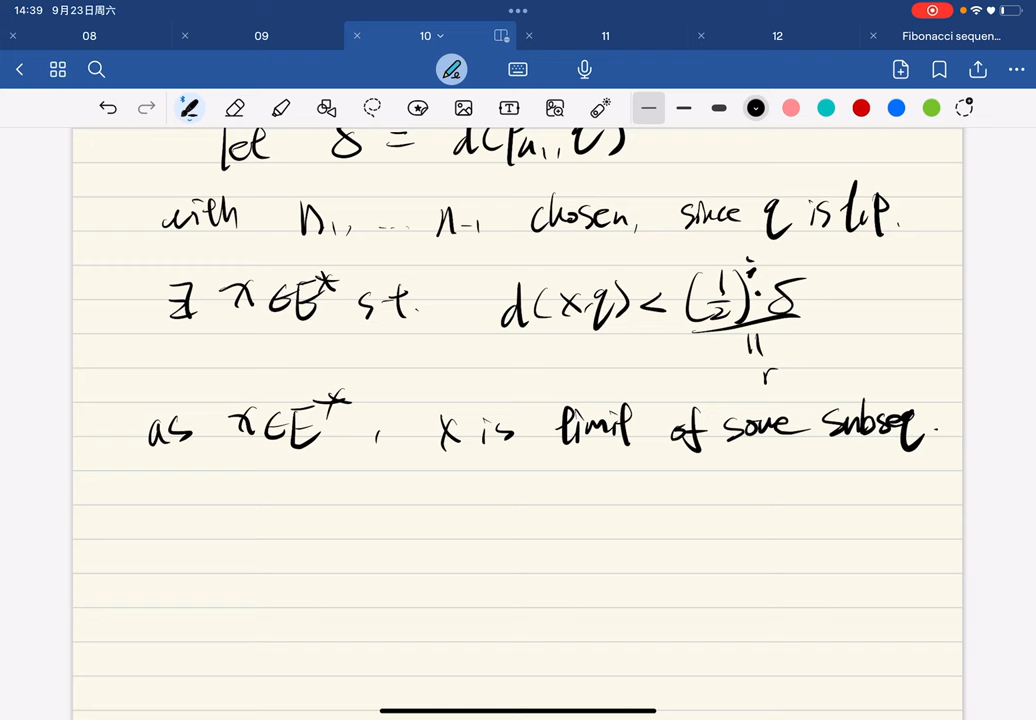 14:39 9月23日周六
08 09 10 11 12 Fibonacci sequen...
let δ = d(Pn₁, q)
with n₁, ... n-1 chosen, since q is l.p.
∃ x∈E* s.t. d(x,q) < (1/2)^i · δ
||
r
as x∈E*, x is limit of some subseq.